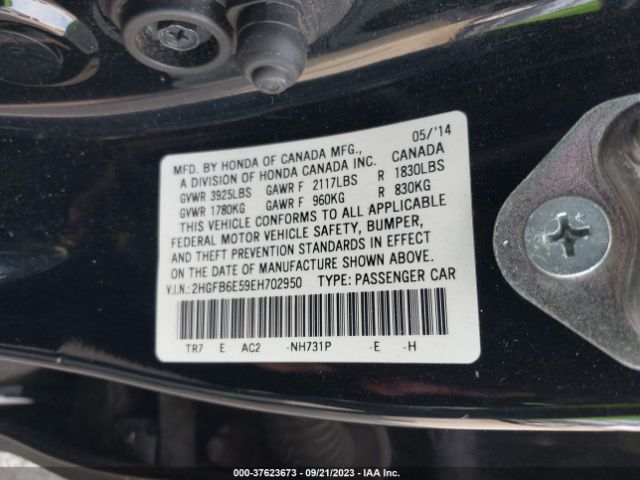 MFD. BY HONDA OF CANADA MFG., 05/'14
A DIVISION OF HONDA CANADA INC. CANADA
GVWR 3925LBS GAWR F 2117LBS R 1830LBS
GVWR 1780KG GAWR F 960KG R 830KG
THIS VEHICLE CONFORMS TO ALL APPLICABLE
FEDERAL MOTOR VEHICLE SAFETY, BUMPER,
AND THEFT PREVENTION STANDARDS IN EFFECT
ON THE DATE OF MANUFACTURE SHOWN ABOVE.
V.I.N.: 2HGFB6E59EH702950 TYPE: PASSENGER CAR
TR7 E AC2 -NH731P -E -H
000-37623673 - 09/21/2023 - IAA Inc.